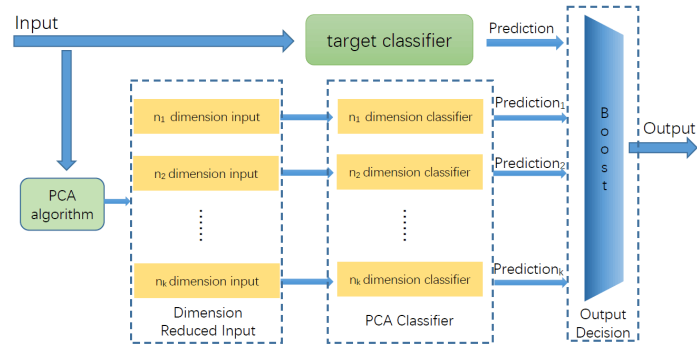 Input
target classifier
Prediction
n₁ dimension input
n₁ dimension classifier
Prediction₁
Boost
Output
PCA
algorithm
n₂ dimension input
n₂ dimension classifier
Prediction₂
nₖ dimension input
nₖ dimension classifier
Predictionₖ
Dimension
Reduced Input
PCA Classifier
Output
Decision